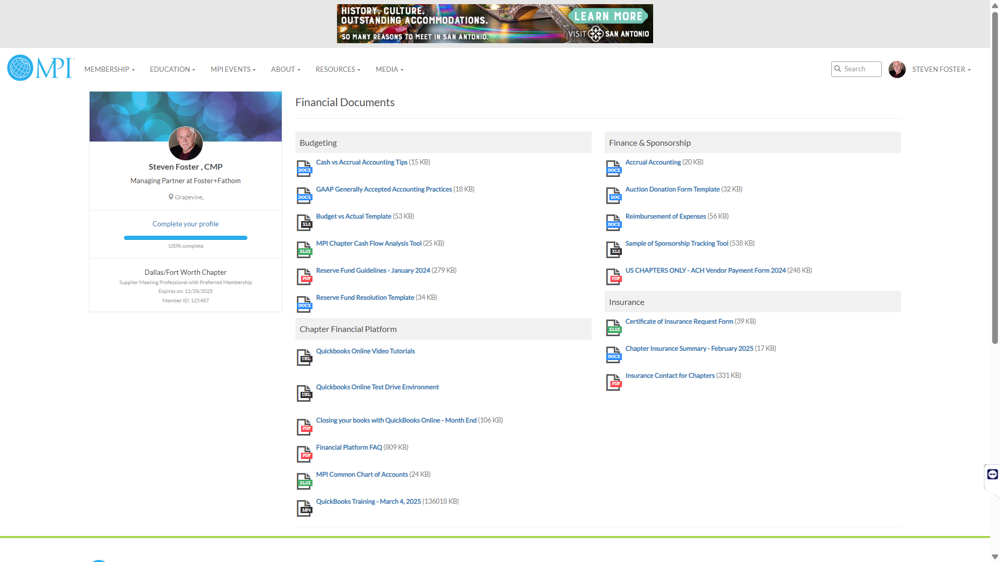 HISTORY. CULTURE.
OUTSTANDING ACCOMMODATIONS.
SO MANY REASONS TO MEET IN SAN ANTONIO.
LEARN MORE
VISIT SAN ANTONIO
MPI
MEMBERSHIP
EDUCATION
MPI EVENTS
ABOUT
RESOURCES
MEDIA
Search
STEVEN FOSTER
Steven Foster , CMP
Managing Partner at Foster+Fathom
Grapevine,
Complete your profile
100% complete
Dallas/Fort Worth Chapter
Supplier Meeting Professional with Preferred Membership
Expires on: 12/28/2025
Member ID: 125487
Financial Documents
Budgeting
DOCX Cash vs Accrual Accounting Tips (15 KB)
DOCX GAAP Generally Accepted Accounting Practices (18 KB)
XLS Budget vs Actual Template (53 KB)
XLSX MPI Chapter Cash Flow Analysis Tool (25 KB)
PDF Reserve Fund Guidelines - January 2024 (279 KB)
DOCX Reserve Fund Resolution Template (34 KB)
Chapter Financial Platform
URL Quickbooks Online Video Tutorials
URL Quickbooks Online Test Drive Environment
PDF Closing your books with QuickBooks Online - Month End (106 KB)
PDF Financial Platform FAQ (809 KB)
XLSX MPI Common Chart of Accounts (24 KB)
MP4 QuickBooks Training - March 4, 2025 (136018 KB)
Finance & Sponsorship
DOCX Accrual Accounting (20 KB)
DOC Auction Donation Form Template (32 KB)
DOCX Reimbursement of Expenses (56 KB)
XLS Sample of Sponsorship Tracking Tool (538 KB)
PDF US CHAPTERS ONLY - ACH Vendor Payment Form 2024 (248 KB)
Insurance
XLSX Certificate of Insurance Request Form (39 KB)
DOCX Chapter Insurance Summary - February 2025 (17 KB)
PDF Insurance Contact for Chapters (331 KB)